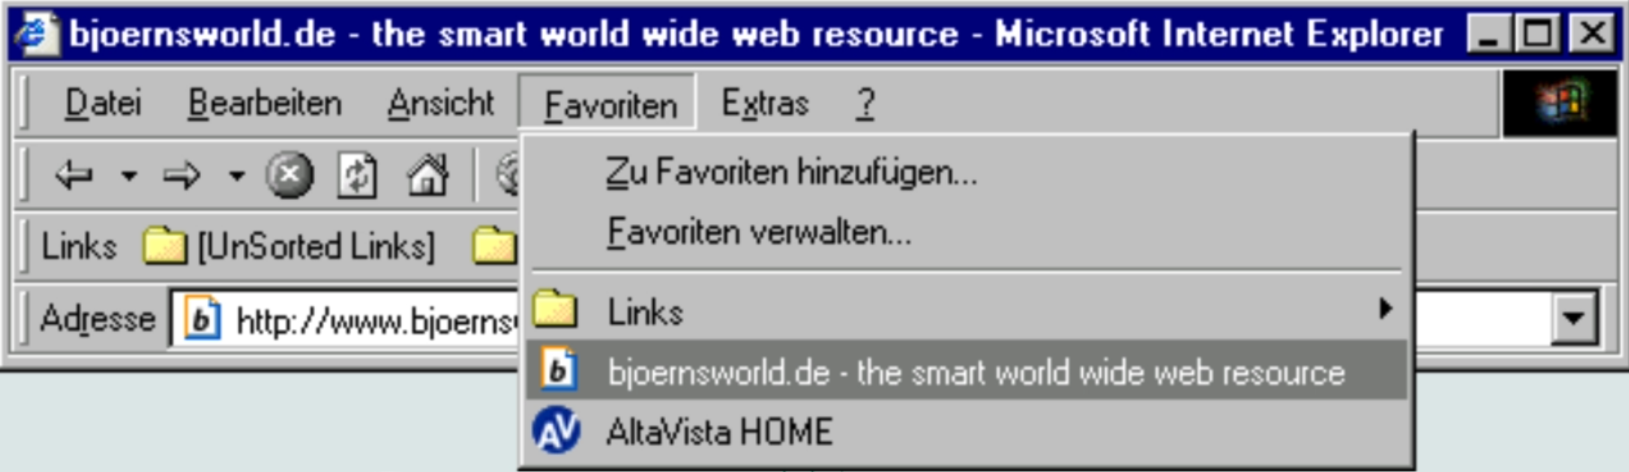 bjoernsworld.de - the smart world wide web resource - Microsoft Internet Explorer
Datei Bearbeiten Ansicht Favoriten Extras ?
Zu Favoriten hinzufügen...
Favoriten verwalten...
Links [UnSorted Links]
Links
Adresse b http://www.bjoerns
b bjoernsworld.de - the smart world wide web resource
AV AltaVista HOME